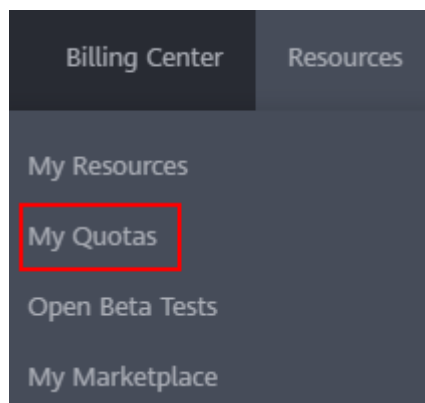 Billing Center Resources
My Resources
My Quotas
Open Beta Tests
My Marketplace